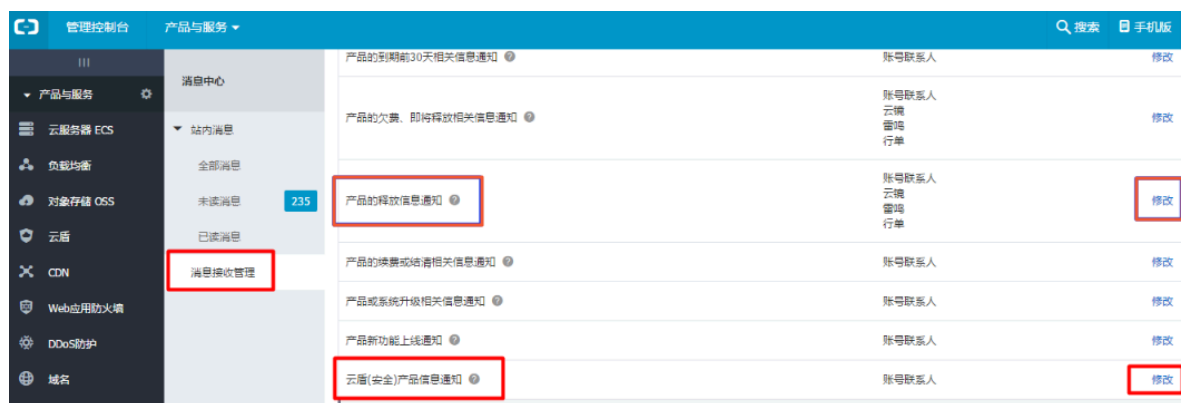 管理控制台
产品与服务
搜索
手机版
产品与服务
云服务器 ECS
负载均衡
对象存储 OSS
云盾
CDN
Web应用防火墙
DDoS防护
域名
消息中心
站内消息
全部消息
未读消息 235
已读消息
消息接收管理
产品的到期前30天相关信息通知 账号联系人 修改
产品的欠费、即将释放相关信息通知 账号联系人 修改
云镜
雷鸣
行单
产品的释放信息通知 账号联系人 修改
云镜
雷鸣
行单
产品的续费或结清相关信息通知 账号联系人 修改
产品或系统升级相关信息通知 账号联系人 修改
产品新功能上线通知 账号联系人 修改
云盾(安全)产品信息通知 账号联系人 修改